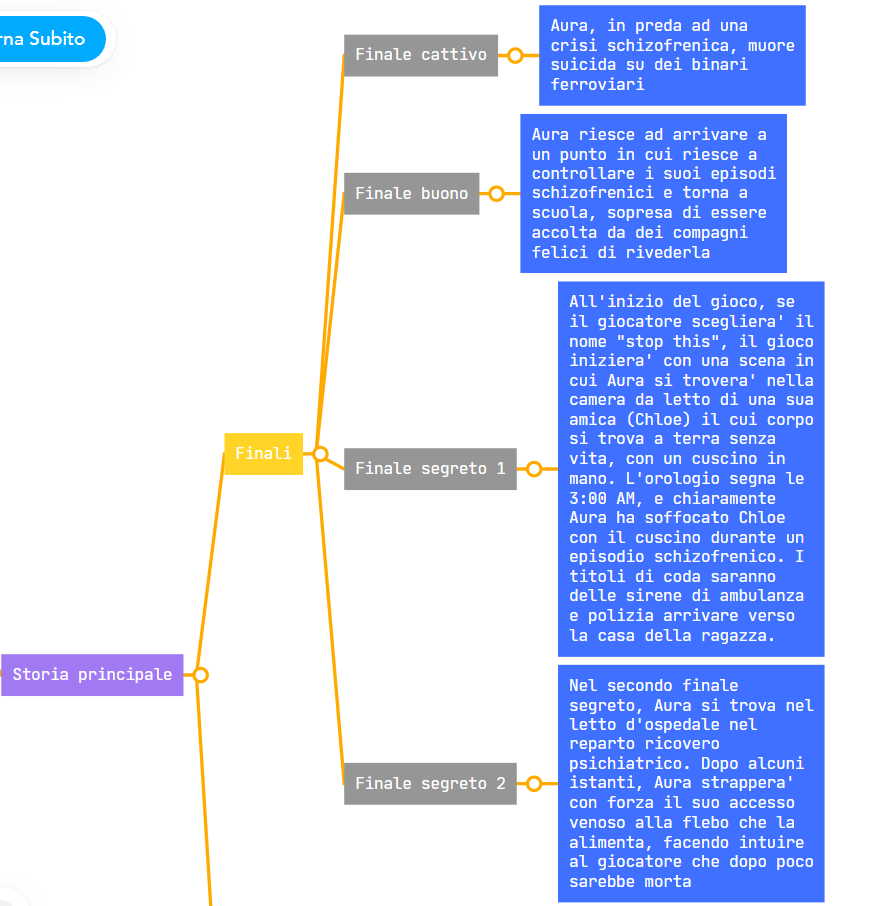 rna Subito
Finale cattivo
Aura, in preda ad una
crisi schizofrenica, muore
suicida su dei binari
ferroviari
Finale buono
Aura riesce ad arrivare a
un punto in cui riesce a
controllare i suoi episodi
schizofrenici e torna a
scuola, sopresa di essere
accolta da dei compagni
felici di rivederla
Finali
Finale segreto 1
All'inizio del gioco, se
il giocatore scegliera' il
nome "stop this", il gioco
iniziera' con una scena in
cui Aura si trovera' nella
camera da letto di una sua
amica (Chloe) il cui corpo
si trova a terra senza
vita, con un cuscino in
mano. L'orologio segna le
3:00 AM, e chiaramente
Aura ha soffocato Chloe
con il cuscino durante un
episodio schizofrenico. I
titoli di coda saranno
delle sirene di ambulanza
e polizia arrivare verso
la casa della ragazza.
Storia principale
Finale segreto 2
Nel secondo finale
segreto, Aura si trova nel
letto d'ospedale nel
reparto ricovero
psichiatrico. Dopo alcuni
istanti, Aura strappera'
con forza il suo accesso
venoso alla flebo che la
alimenta, facendo intuire
al giocatore che dopo poco
sarebbe morta